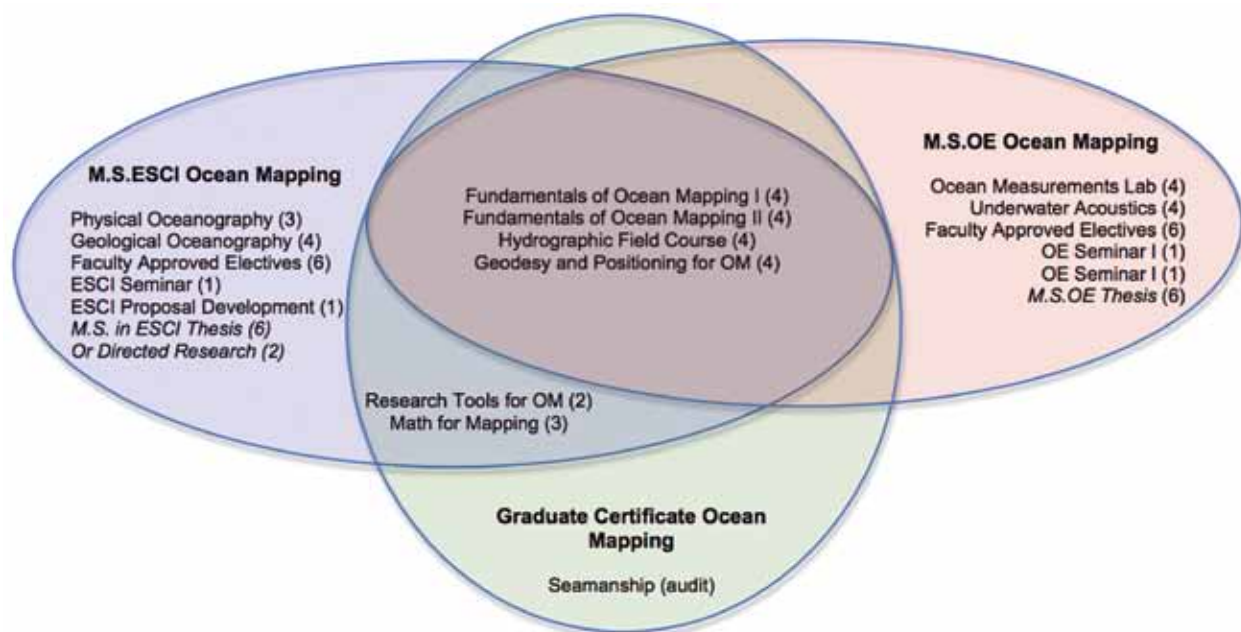 M.S.ESCI Ocean Mapping
Physical Oceanography (3)
Geological Oceanography (4)
Faculty Approved Electives (6)
ESCI Seminar (1)
ESCI Proposal Development (1)
M.S. in ESCI Thesis (6)
Or Directed Research (2)
Fundamentals of Ocean Mapping I (4)
Fundamentals of Ocean Mapping II (4)
Hydrographic Field Course (4)
Geodesy and Positioning for OM (4)
M.S.OE Ocean Mapping
Ocean Measurements Lab (4)
Underwater Acoustics (4)
Faculty Approved Electives (6)
OE Seminar I (1)
OE Seminar I (1)
M.S.OE Thesis (6)
Research Tools for OM (2)
Math for Mapping (3)
Graduate Certificate Ocean
Mapping
Seamanship (audit)